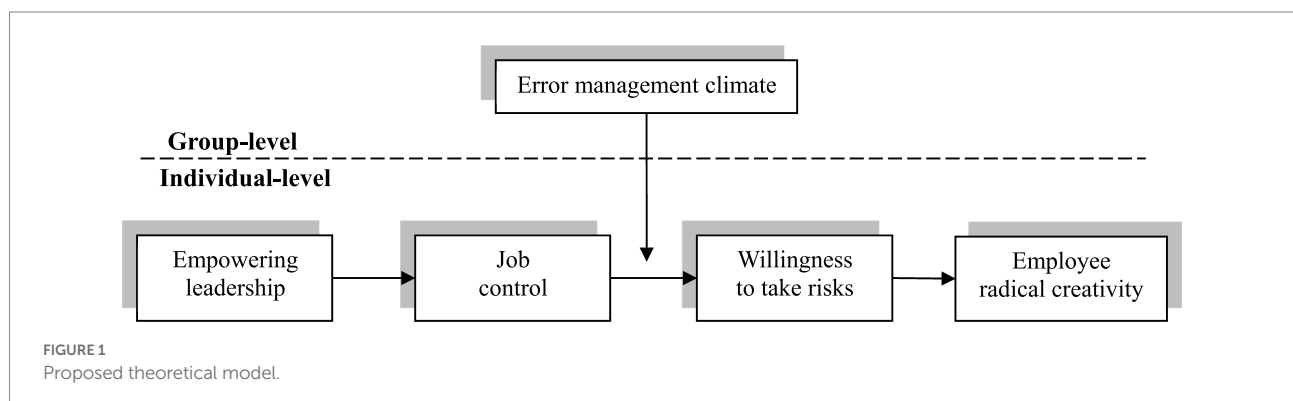 Error management climate
Group-level
Individual-level
Empowering
leadership
Job
control
Willingness
to take risks
Employee
radical creativity
FIGURE 1
Proposed theoretical model.